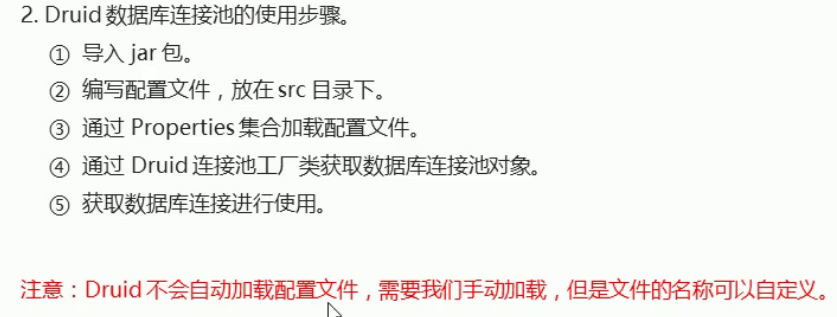 2. Druid 数据库连接池的使用步骤。
① 导入 jar 包。
② 编写配置文件，放在 src 目录下。
③ 通过 Properties 集合加载配置文件。
④ 通过 Druid 连接池工厂类获取数据库连接池对象。
⑤ 获取数据库连接进行使用。
注意：Druid 不会自动加载配置文件，需要我们手动加载，但是文件的名称可以自定义。